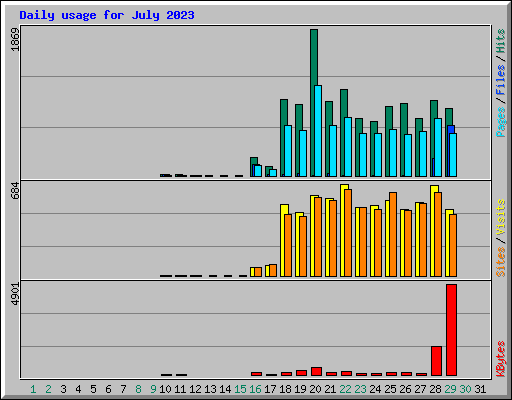 Daily usage for July 2023
1869
Pages / Files / Hits
684
Sites / Visits
4901
KBytes
1 2 3 4 5 6 7 8 9 10 11 12 13 14 15 16 17 18 19 20 21 22 23 24 25 26 27 28 29 30 31